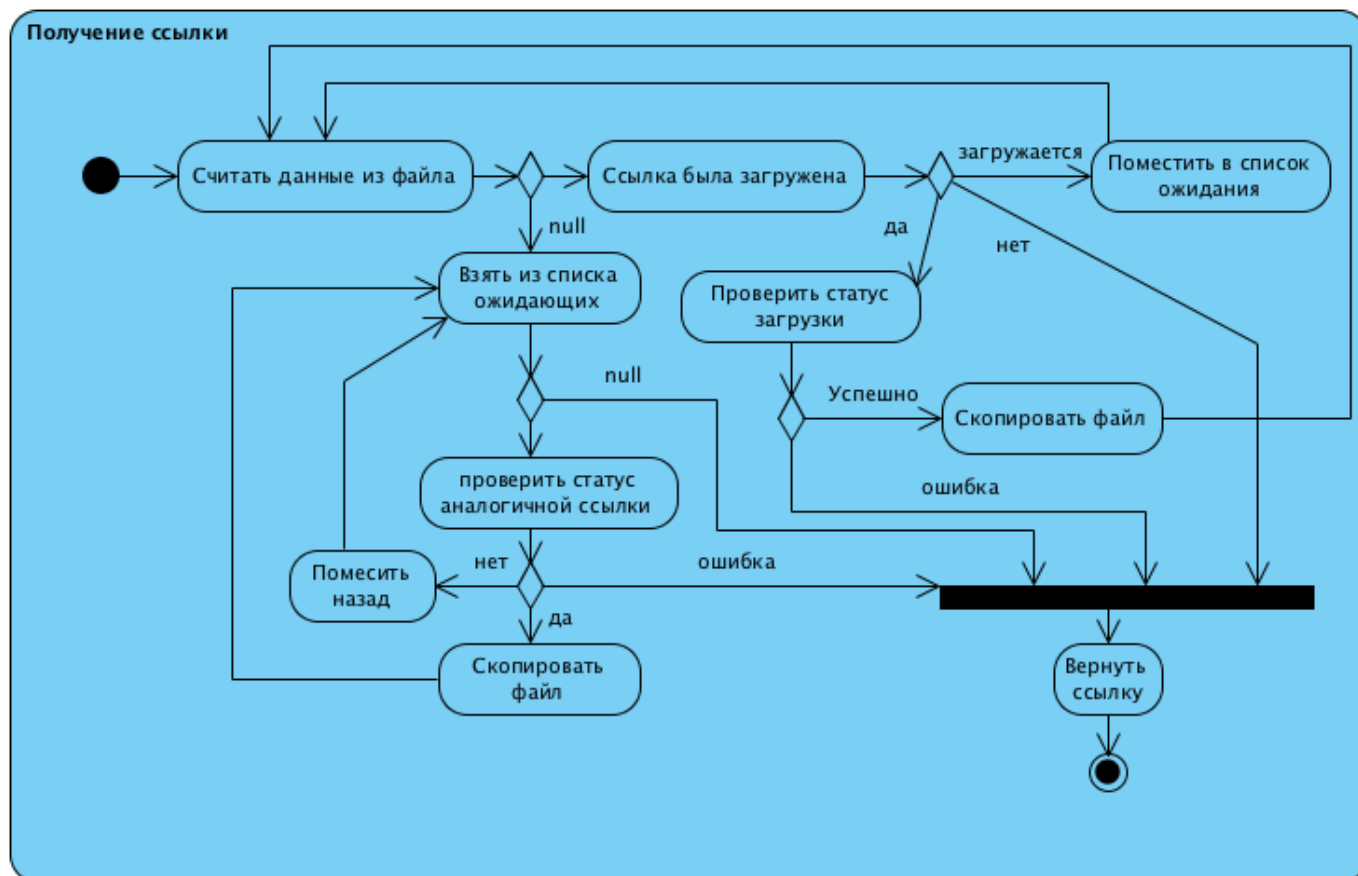 Получение ссылки
Считать данные из файла
Ссылка была загружена
загружается
Поместить в список
ожидания
null
да
нет
Взять из списка
ожидающих
Проверить статус
загрузки
null
Успешно
Скопировать файл
проверить статус
аналогичной ссылки
ошибка
Помесить
назад
нет
ошибка
да
Скопировать
файл
Вернуть
ссылку